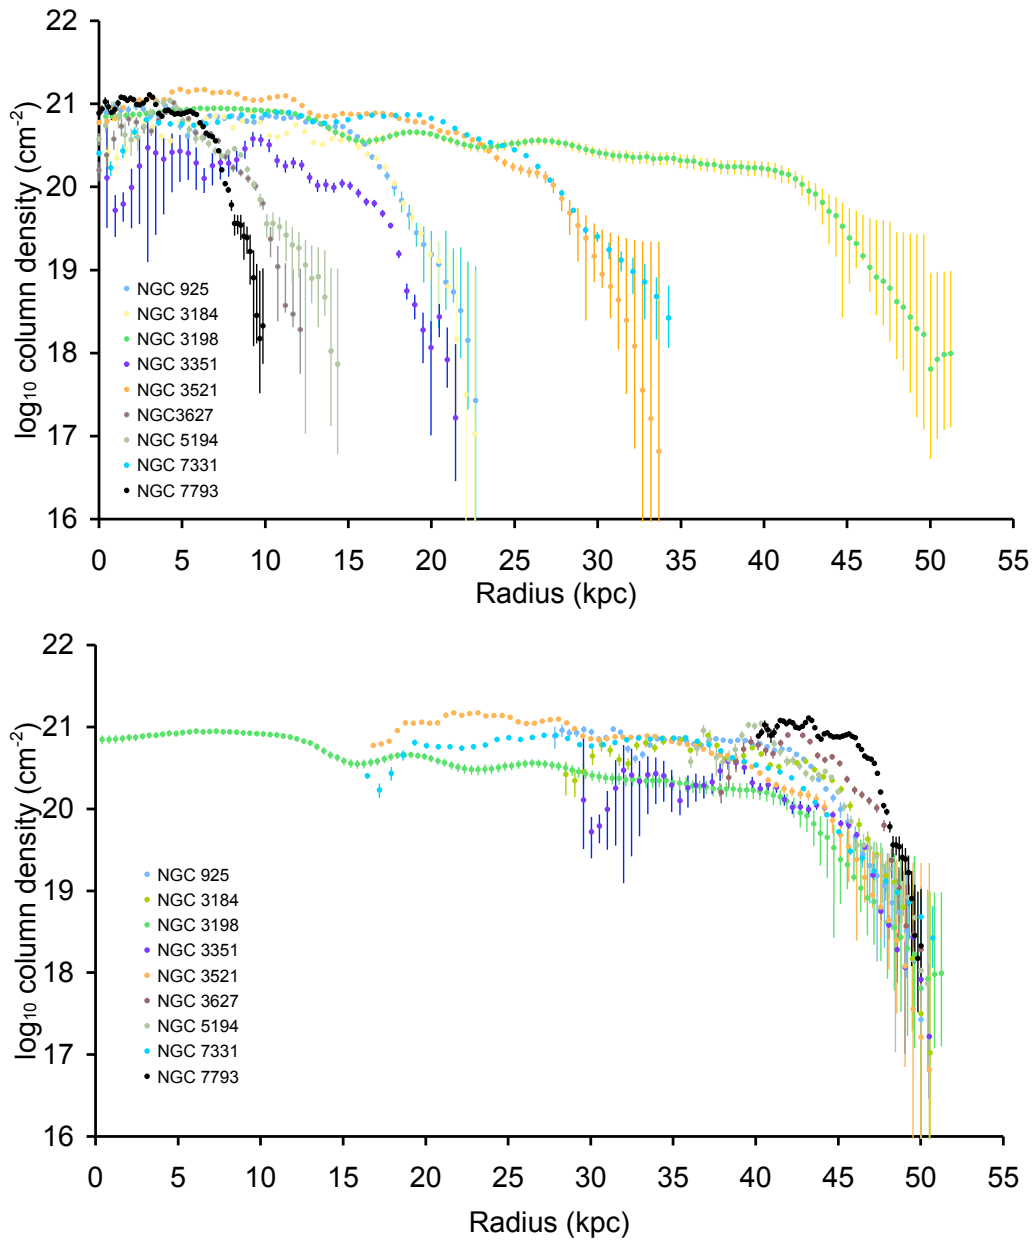 22
21
20
19
18
17
16
log₁₀ column density (cm⁻²)
NGC 925
NGC 3184
NGC 3198
NGC 3351
NGC 3521
NGC3627
NGC 5194
NGC 7331
NGC 7793
0 5 10 15 20 25 30 35 40 45 50 55
Radius (kpc)
22
21
20
19
18
17
16
log₁₀ column density (cm⁻²)
NGC 925
NGC 3184
NGC 3198
NGC 3351
NGC 3521
NGC 3627
NGC 5194
NGC 7331
NGC 7793
0 5 10 15 20 25 30 35 40 45 50 55
Radius (kpc)